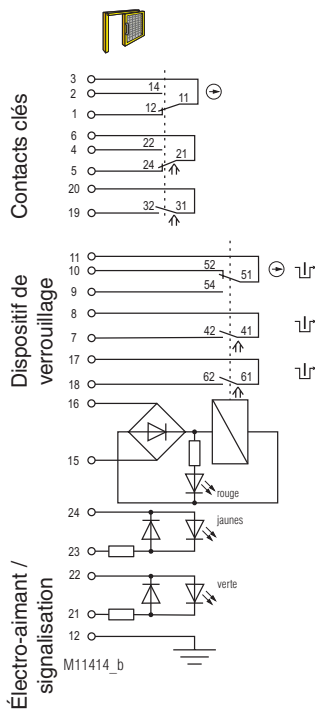 Contacts clés
3
2 14
11
1 12
6
4 22
21
5 24
20
19 32 31
Dispositif de
verrouillage
11
10 52
51
9 54
8
7 42 41
17
18 62 61
16
15
rouge
Électro-aimant /
signalisation
24
jaunes
23
22
verte
21
12
M11414_b